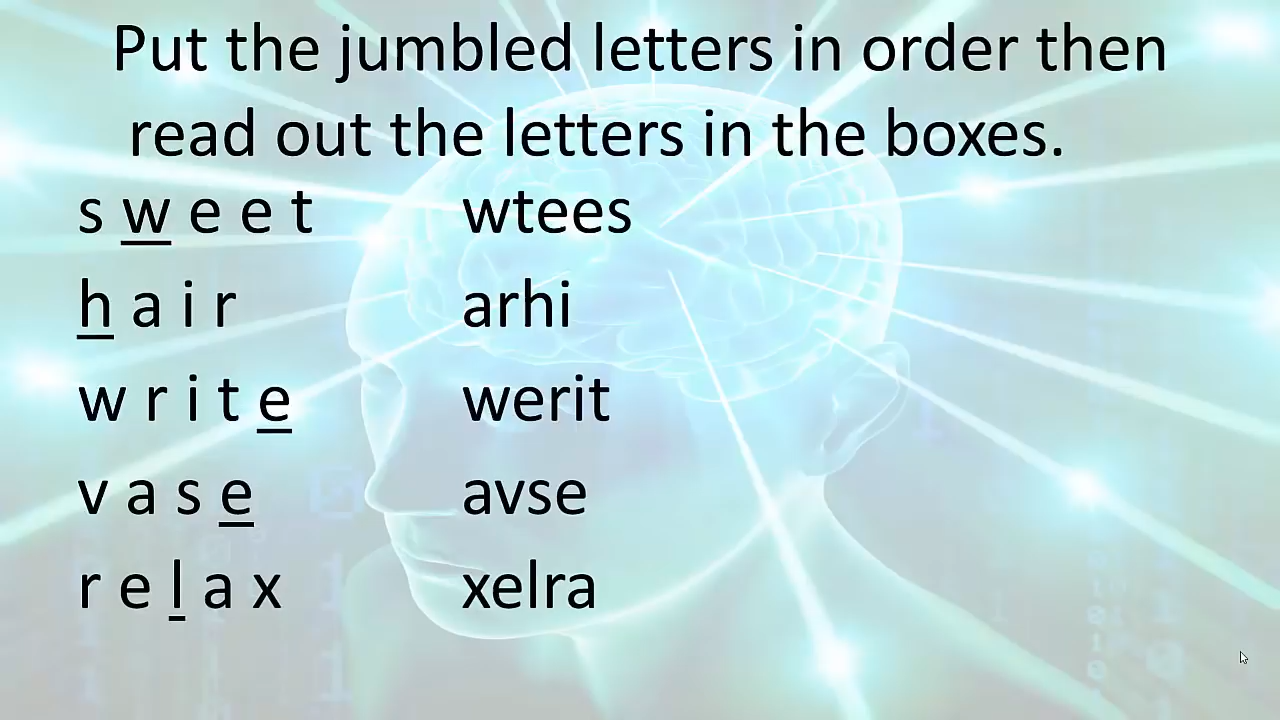 Put the jumbled letters in order then
read out the letters in the boxes.
s w e e t wtees
h a i r arhi
w r i t e werit
v a s e avse
r e l a x xelra